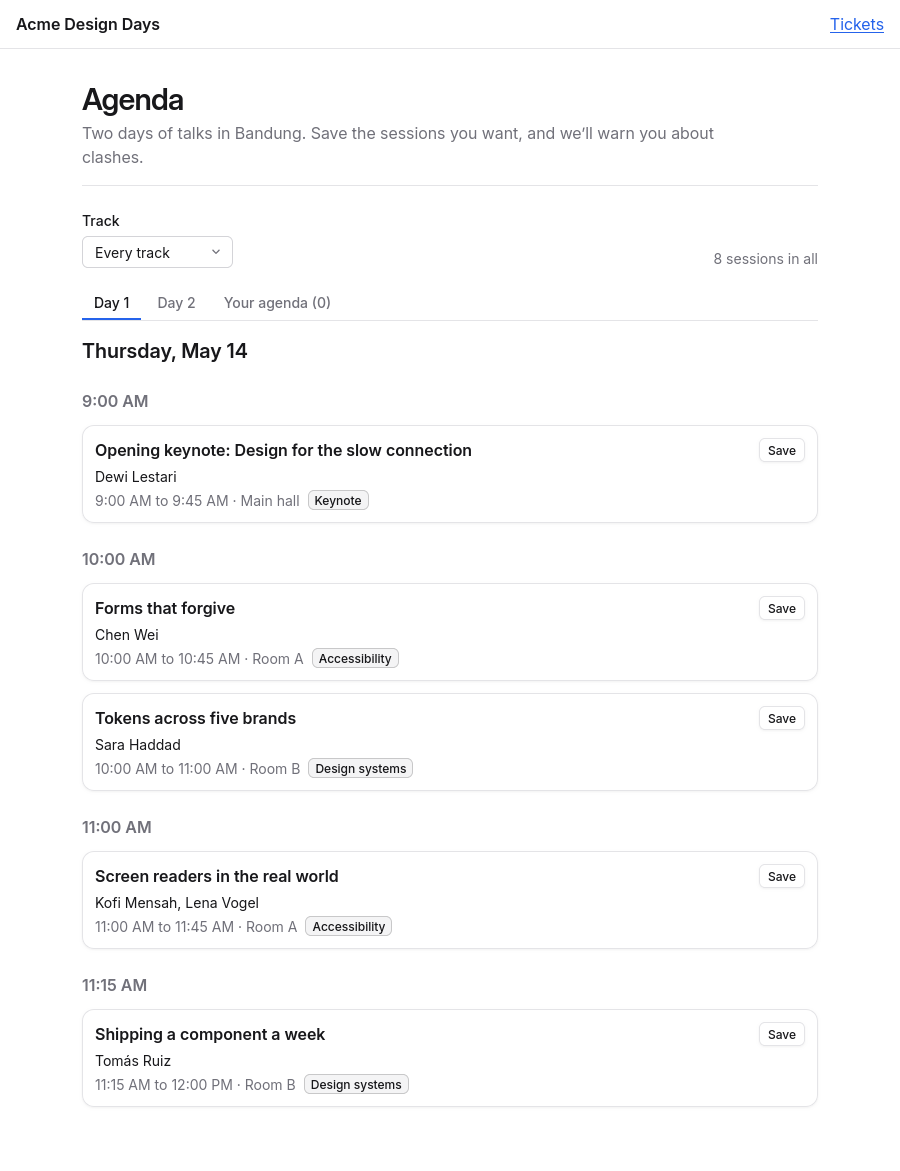 Acme Design Days
Tickets
Agenda
Two days of talks in Bandung. Save the sessions you want, and we’ll warn you about
clashes.
Track
Every track
8 sessions in all
Day 1
Day 2
Your agenda (0)
Thursday, May 14
9:00 AM
Opening keynote: Design for the slow connection
Save
Dewi Lestari
9:00 AM to 9:45 AM · Main hall
Keynote
10:00 AM
Forms that forgive
Save
Chen Wei
10:00 AM to 10:45 AM · Room A
Accessibility
Tokens across five brands
Save
Sara Haddad
10:00 AM to 11:00 AM · Room B
Design systems
11:00 AM
Screen readers in the real world
Save
Kofi Mensah, Lena Vogel
11:00 AM to 11:45 AM · Room A
Accessibility
11:15 AM
Shipping a component a week
Save
Tomás Ruiz
11:15 AM to 12:00 PM · Room B
Design systems